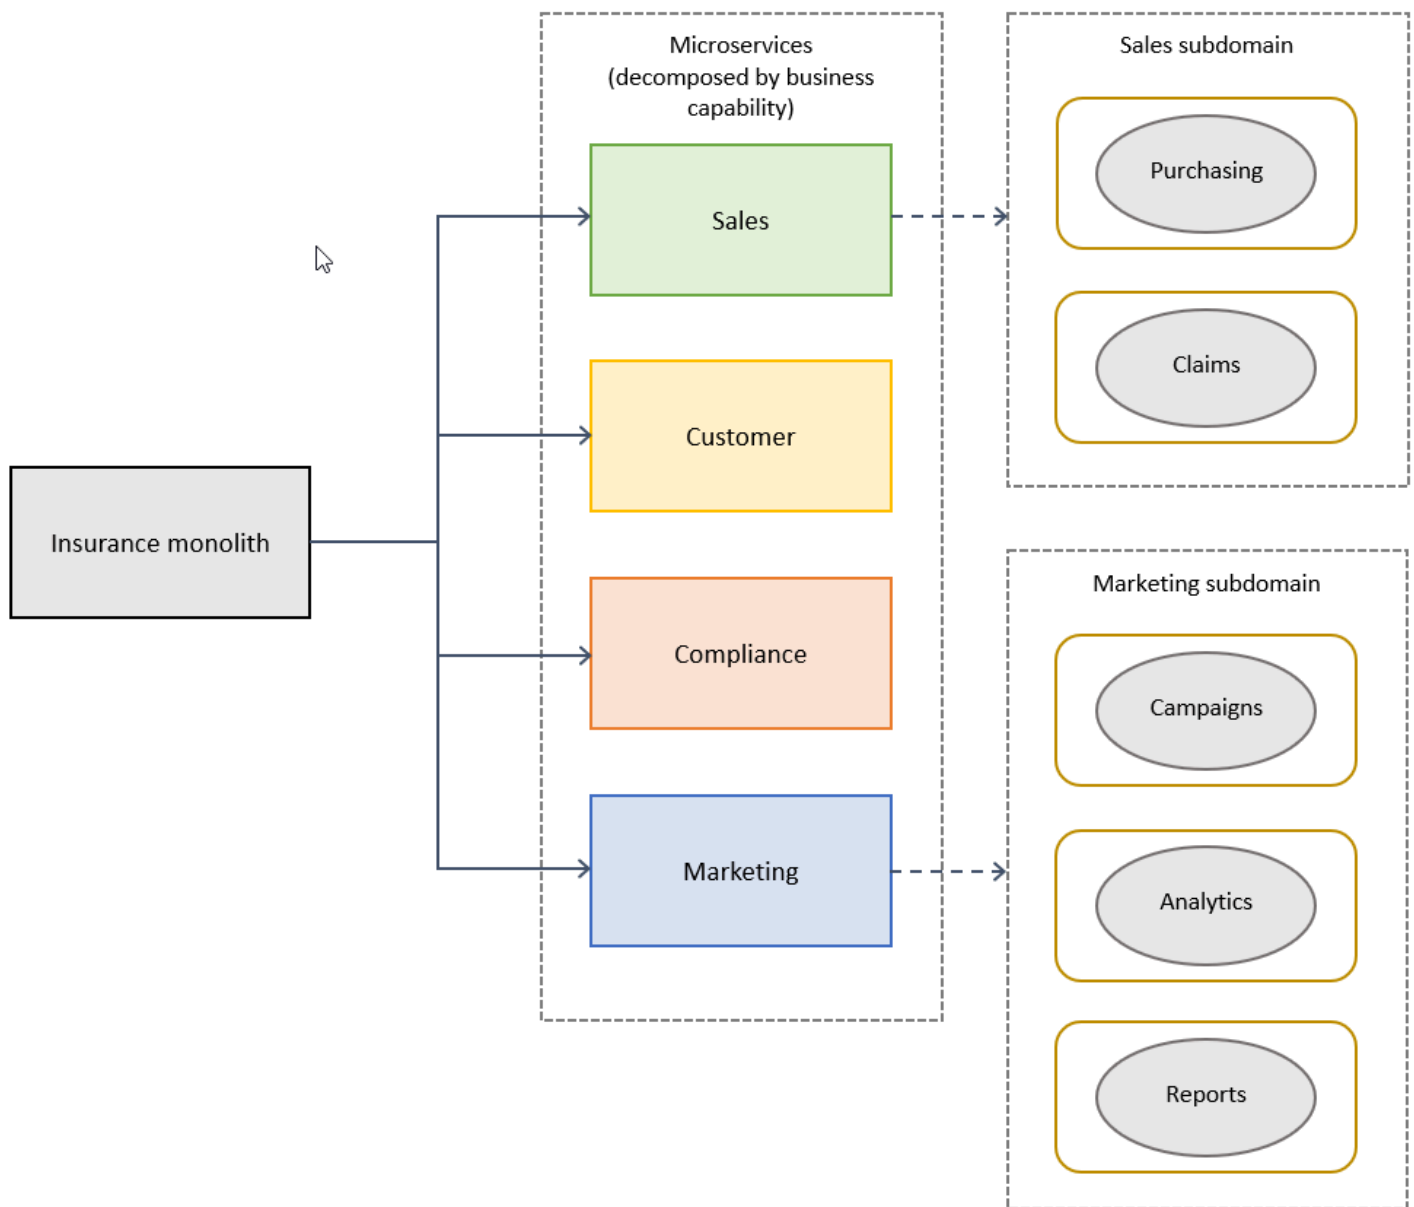 Microservices
(decomposed by business
capability)
Sales
Customer
Compliance
Marketing
Insurance monolith
Sales subdomain
Purchasing
Claims
Marketing subdomain
Campaigns
Analytics
Reports